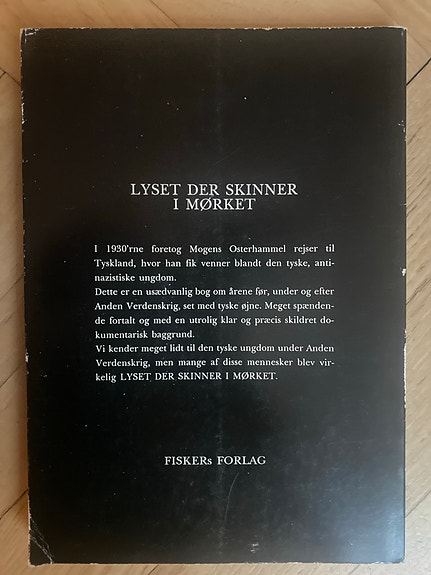 LYSET DER SKINNER
I MØRKET
I 1930'rne foretog Mogens Osterhammel rejser til
Tyskland, hvor han fik venner blandt den tyske, anti-
nazistiske ungdom.
Dette er en usædvanlig bog om årene før, under og efter
Anden Verdenskrig, set med tyske øjne. Meget spænden-
de fortalt og med en utrolig klar og præcis skildret do-
kumentarisk baggrund.
Vi kender meget lidt til den tyske ungdom under Anden
Verdenskrig, men mange af disse mennesker blev vir-
kelig LYSET DER SKINNER I MØRKET.
FISKERs FORLAG